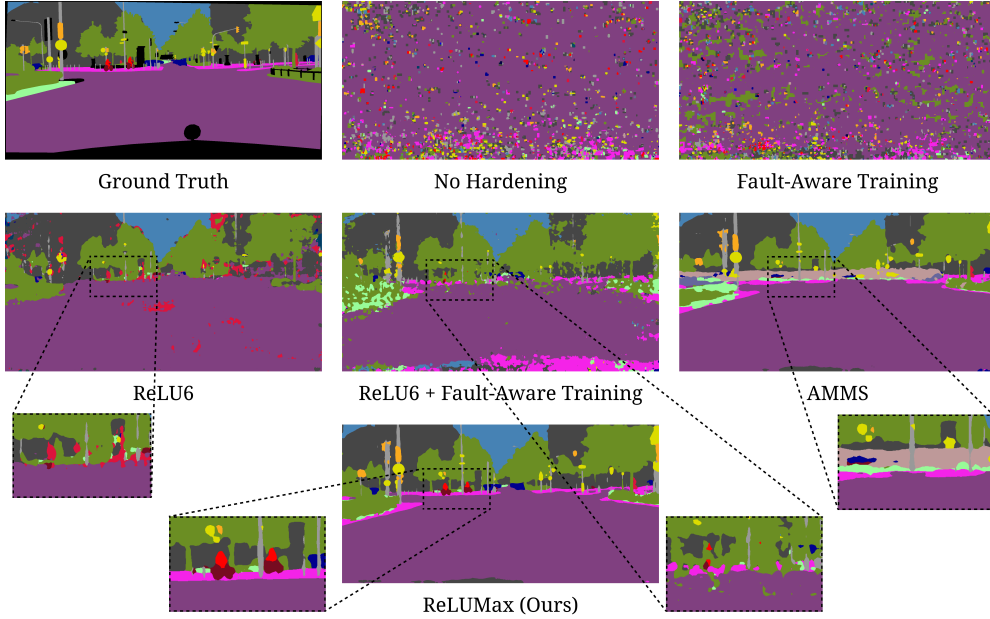 Ground Truth
No Hardening
Fault-Aware Training
ReLU6
ReLU6 + Fault-Aware Training
AMMS
ReLUMax (Ours)